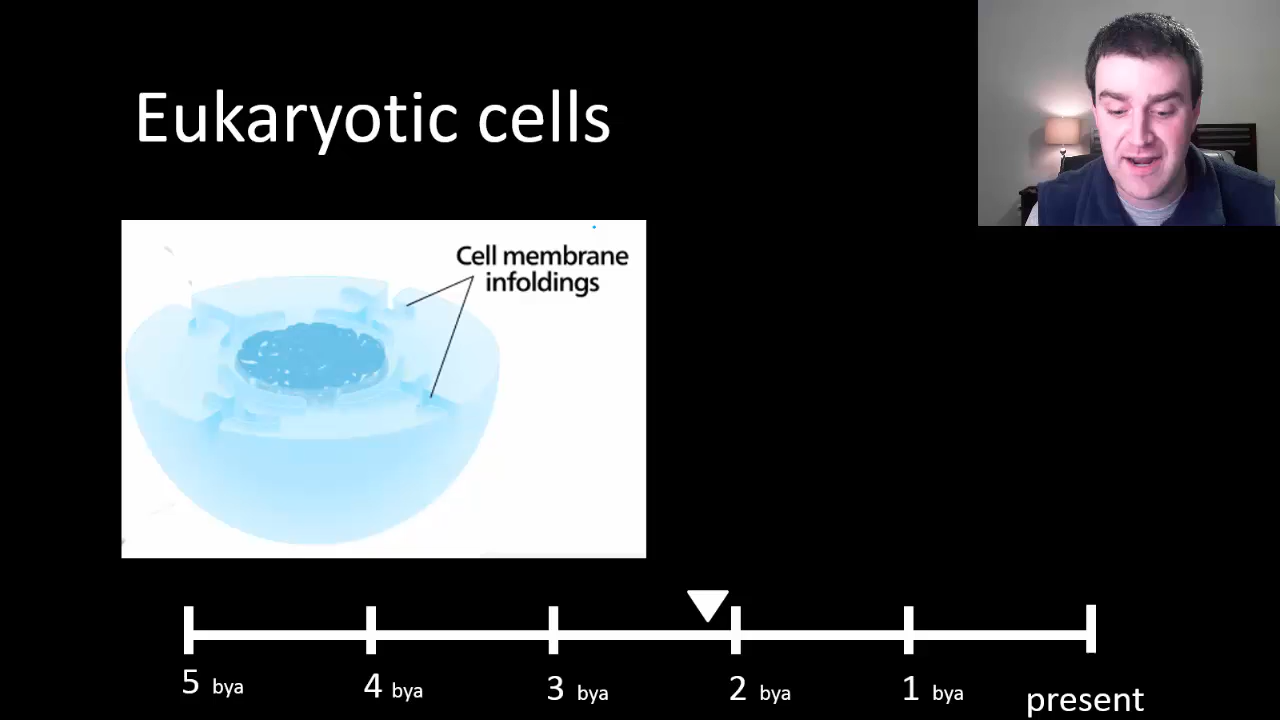 Eukaryotic cells
Cell membrane
infoldings
5 bya 4 bya 3 bya 2 bya 1 bya present